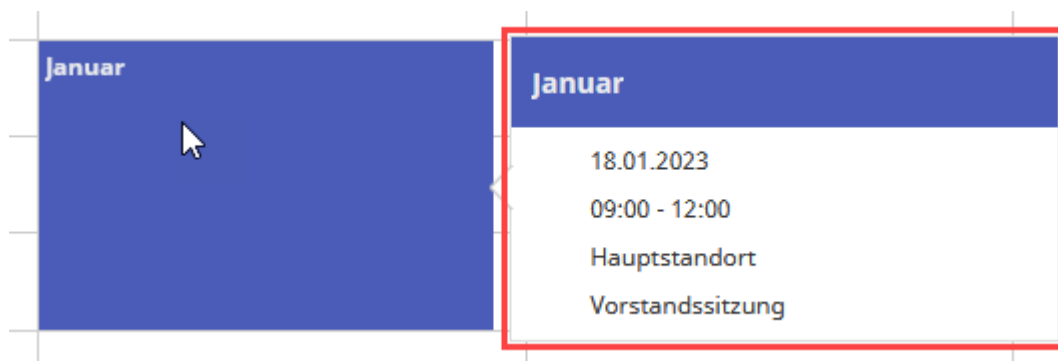 Januar
Januar
18.01.2023
09:00 - 12:00
Hauptstandort
Vorstandssitzung